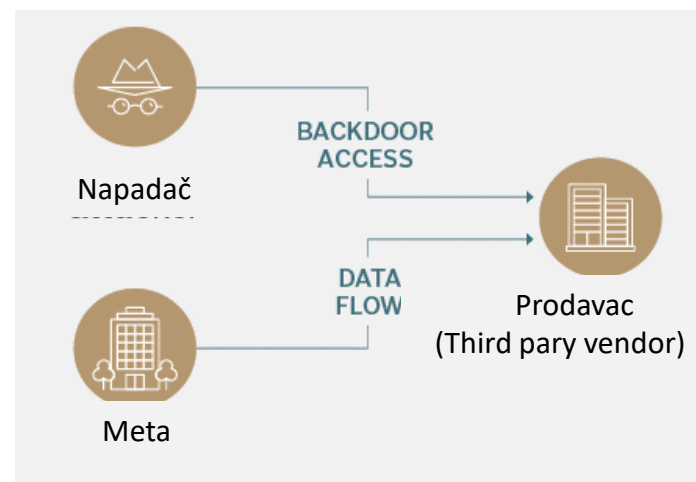 BACKDOOR
ACCESS
Napadač
DATA
FLOW
Prodavac
(Third pary vendor)
Meta